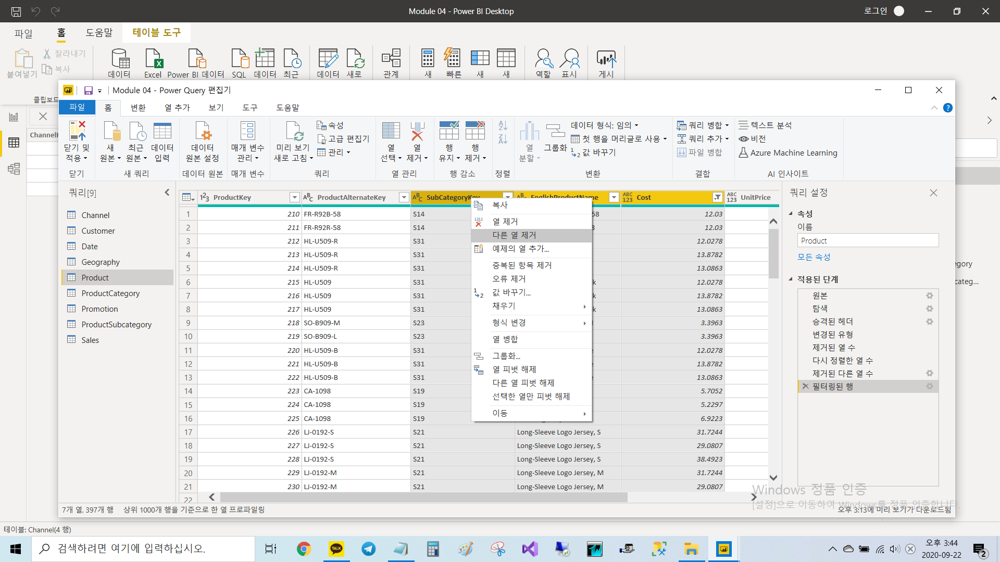 Module 04 - Power BI Desktop
로그인
파일 홈 도움말 테이블 도구
붙여넣기
잘라내기
복사
데이터 Excel Power BI 데이터 SQL 데이터 최근 데이터 새로 관계 새 빠른 새 새 역할 표시 게시
클립보드
Module 04 - Power Query 편집기
파일 홈 변환 열 추가 보기 도구 도움말
닫기 및
적용
닫기
새
원본
최근
원본
데이터
입력
새 쿼리
데이터
원본 설정
데이터 원본
매개 변수
관리
매개 변수
미리 보기
새로 고침
속성
고급 편집기
관리
쿼리
열
선택
열
제거
열 관리
행
유지
행
제거
행 감소
정렬
열
분할
그룹화
데이터 형식: 임의
첫 행을 머리글로 사용
값 바꾸기
변환
쿼리 병합
쿼리 추가
파일 병합
결합
텍스트 분석
비전
Azure Machine Learning
AI 인사이트
쿼리[9]
Channel
Customer
Date
Geography
Product
ProductCategory
Promotion
ProductSubcategory
Sales
ProductKey ProductAlternateKey SubCategoryKey EnglishProductName Cost UnitPrice
1 210 FR-R92B-58 S14 58 12.03
2 211 FR-R92R-58 S14 12.03
3 212 HL-U509-R S31 12.0278
4 213 HL-U509-R S31 13.8782
5 214 HL-U509-R S31 13.0863
6 215 HL-U509 S31 k 12.0278
7 216 HL-U509 S31 k 13.8782
8 217 HL-U509 S31 k 13.0863
9 218 SO-B909-M S23 3.3963
10 219 SO-B909-L S23 3.3963
11 220 HL-U509-B S31 12.0278
12 221 HL-U509-B S31 13.8782
13 222 HL-U509-B S31 13.0863
14 223 CA-1098 S19 5.7052
15 224 CA-1098 S19 5.2297
16 225 CA-1098 S19 6.9223
17 226 LJ-0192-S S21 Long-Sleeve Logo Jersey, S 31.7244
18 227 LJ-0192-S S21 Long-Sleeve Logo Jersey, S 29.0807
19 228 LJ-0192-S S21 Long-Sleeve Logo Jersey, S 38.4923
20 229 LJ-0192-M S21 Long-Sleeve Logo Jersey, M 31.7244
21 230 LJ-0192-M S21 Long-Sleeve Logo Jersey, M 29.0807
22
복사
열 제거
다른 열 제거
예제의 열 추가...
중복된 항목 제거
오류 제거
값 바꾸기...
채우기
형식 변경
열 병합
그룹화...
열 피벗 해제
다른 열 피벗 해제
선택한 열만 피벗 해제
이동
쿼리 설정
속성
이름
Product
모든 속성
적용된 단계
원본
탐색
승격된 헤더
변경된 유형
제거된 열 수
다시 정렬한 열 수
제거된 다른 열 수
필터링된 행
egory
categ...
Windows 정품 인증
[설정]으로 이동하여 Windows를 정품 인증합니다.
7개 열, 397개 행 상위 1000개 행을 기준으로 한 열 프로파일링
오후 3:13에 미리 보기가 다운로드됨
테이블: Channel(4 행)
검색하려면 여기에 입력하십시오.
TALK
오후 3:44
2020-09-22
2